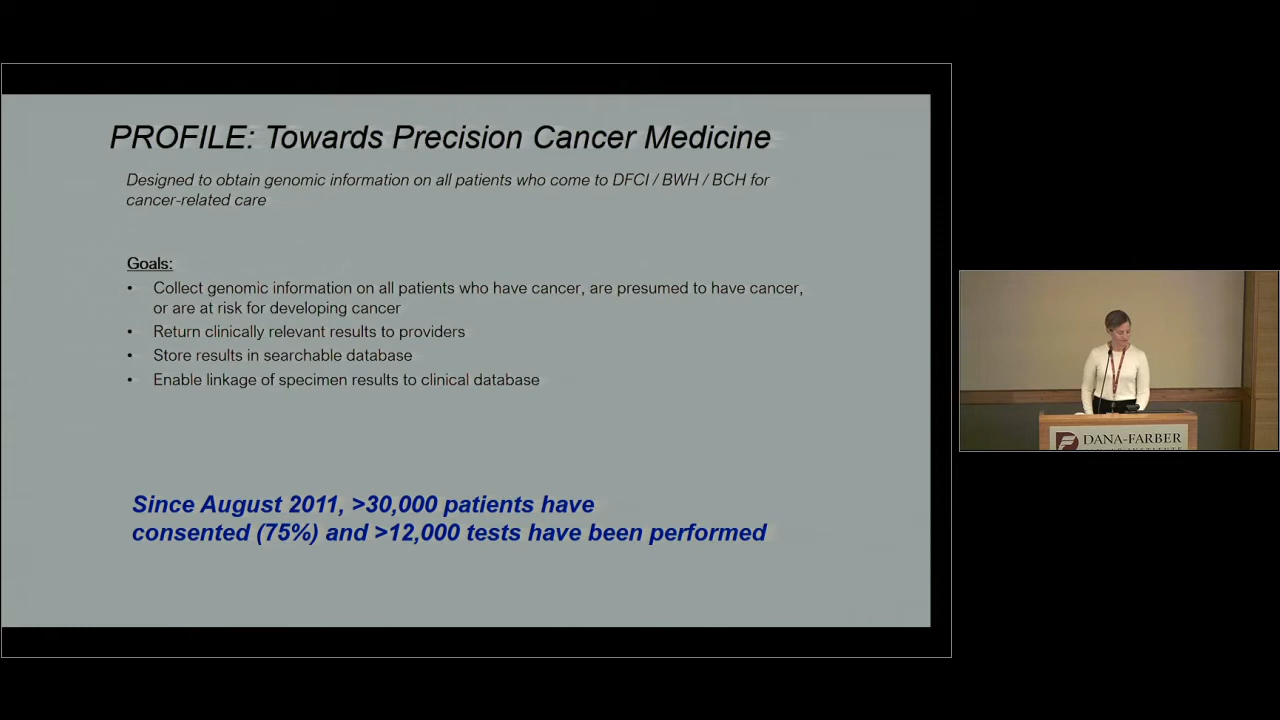 PROFILE: Towards Precision Cancer Medicine
Designed to obtain genomic information on all patients who come to DFCI / BWH / BCH for
cancer-related care
Goals:
• Collect genomic information on all patients who have cancer, are presumed to have cancer,
or are at risk for developing cancer
• Return clinically relevant results to providers
• Store results in searchable database
• Enable linkage of specimen results to clinical database
Since August 2011, >30,000 patients have
consented (75%) and >12,000 tests have been performed
DANA-FARBER